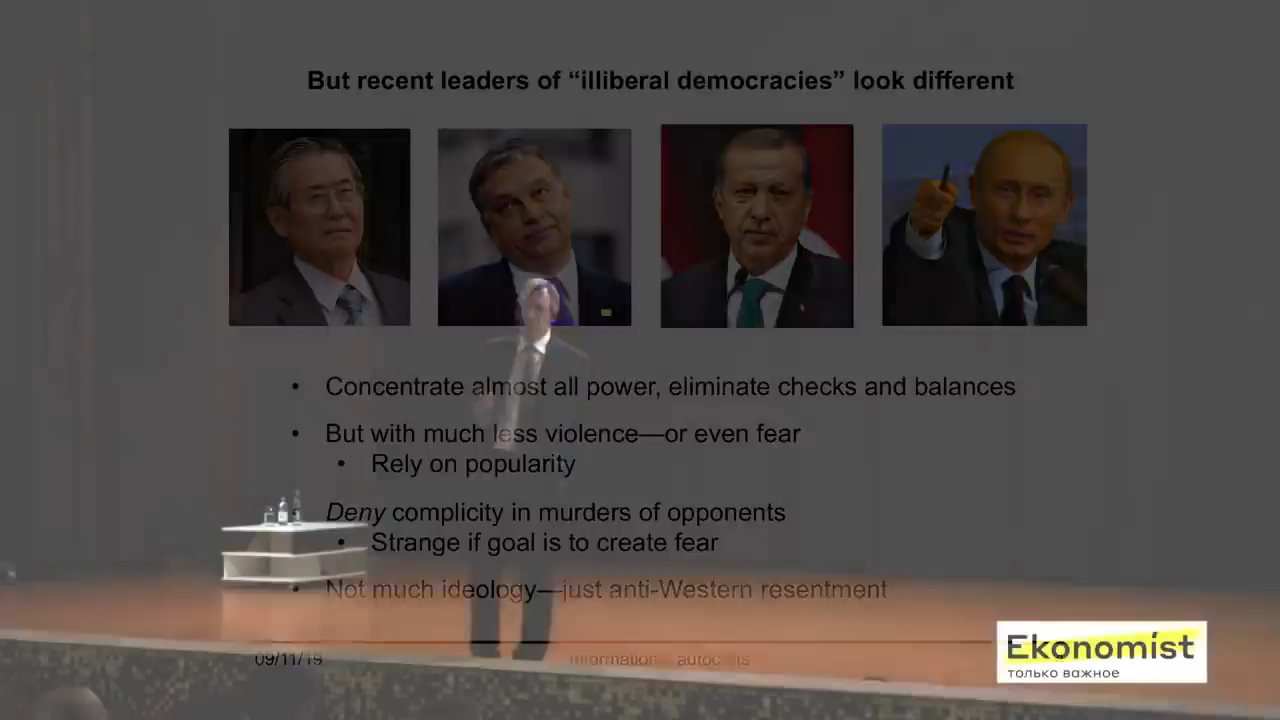 But recent leaders of “illiberal democracies” look different
• Concentrate almost all power, eliminate checks and balances
• But with much less violence—or even fear
• Rely on popularity
Deny complicity in murders of opponents
• Strange if goal is to create fear
• Not much ideology—just anti-Western resentment
09/11/19
Informational autocrats
Ekonomist
только важное